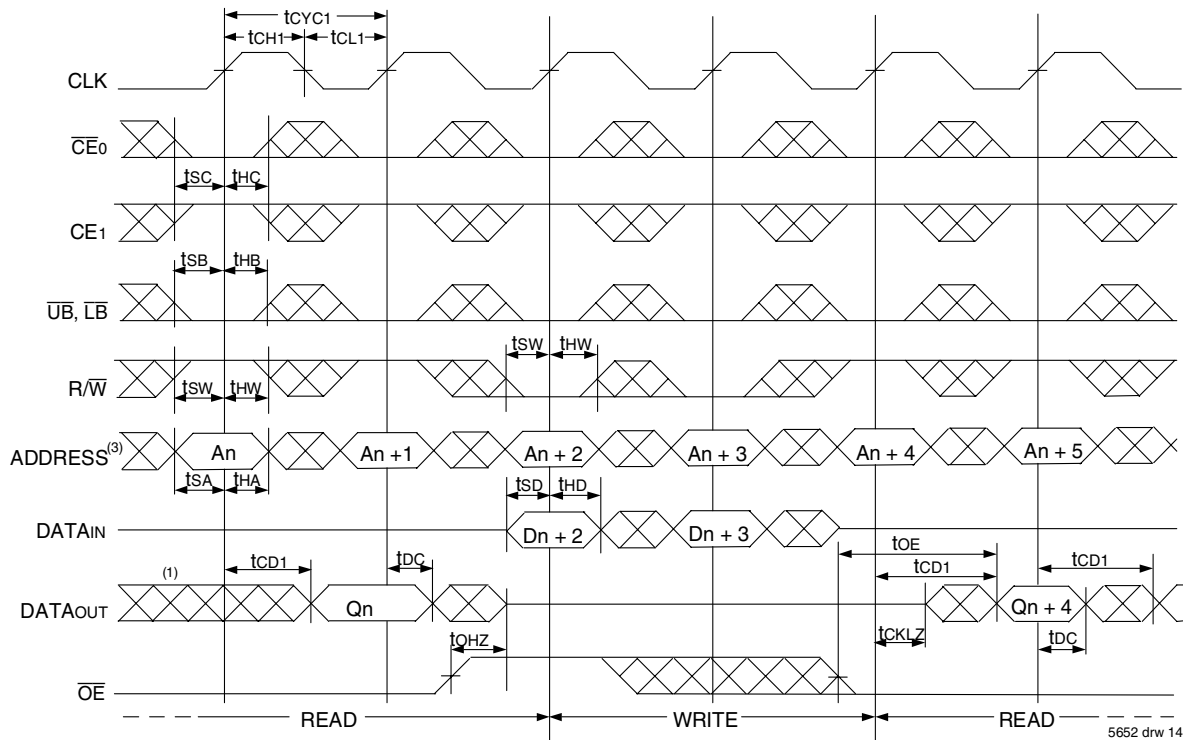 tCYC1
tCH1 tCL1
CLK
CE0
tSC tHC
CE1
tSB tHB
UB, LB
tSW tHW
R/W
tSW tHW
ADDRESS(3) An An +1 An + 2 An + 3 An + 4 An + 5
tSA tHA tSD tHD
DATAIN Dn + 2 Dn + 3
tOE
(1) tCD1 tDC tCD1 tCD1
DATAOUT Qn Qn + 4
tOHZ tCKLZ tDC
OE
READ WRITE READ
5652 drw 14